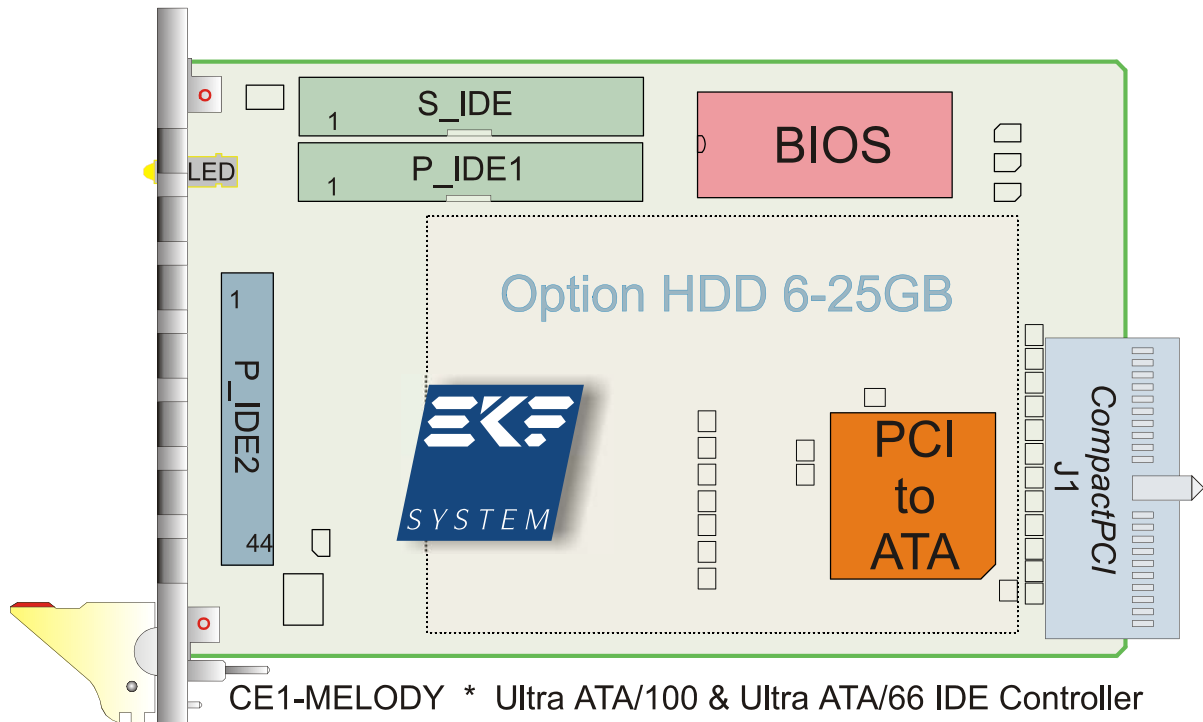 S_IDE
1
P_IDE1
1
BIOS
LED
Option HDD 6-25GB
1
P_IDE2
44
EKF
SYSTEM
PCI
to
ATA
CompactPCI
J1
CE1-MELODY * Ultra ATA/100 & Ultra ATA/66 IDE Controller